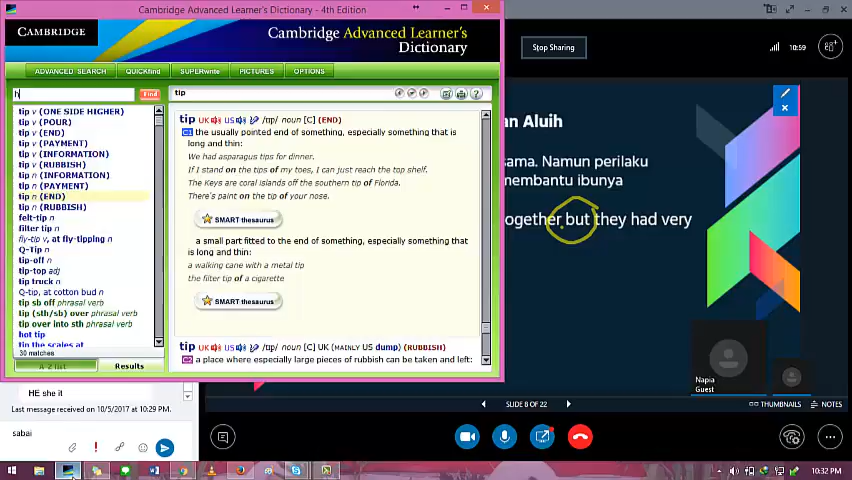 Cambridge Advanced Learner's Dictionary - 4th Edition
CAMBRIDGE
Cambridge Advanced Learner's
Dictionary
ADVANCED SEARCH
QUICKfind
SUPERwrite
PICTURES
OPTIONS
h
Find
tip
tip v (ONE SIDE HIGHER)
tip v (POUR)
tip v (END)
tip v (PAYMENT)
tip v (INFORMATION)
tip v (RUBBISH)
tip n (INFORMATION)
tip n (PAYMENT)
tip n (END)
tip n (RUBBISH)
felt-tip n
filter tip n
fly-tip v, at fly-tipping n
Q-Tip n
tip-off n
tip-top adj
tip truck n
Q-tip, at cotton bud n
tip sb off phrasal verb
tip (sth/sb) over phrasal verb
tip over into sth phrasal verb
hot tip
tip the scales at
30 matches
A-Z list
Results
tip UK US /tɪp/ noun [C] (END)
C1 the usually pointed end of something, especially something that is
long and thin:
We had asparagus tips for dinner.
If I stand on the tips of my toes, I can just reach the top shelf.
The Keys are coral islands off the southern tip of Florida.
There's paint on the tip of your nose.
SMART thesaurus
a small part fitted to the end of something, especially something that
is long and thin:
a walking cane with a metal tip
the filter tip of a cigarette
SMART thesaurus
tip UK US /tɪp/ noun [C] UK (MAINLY US dump) (RUBBISH)
C2 a place where especially large pieces of rubbish can be taken and left:
HE she it
Last message received on 10/5/2017 at 10:29 PM.
sabai
Stop Sharing
10:59
an Aluih
sama. Namun perilaku
membantu ibunya
together but they had very
Napia
Guest
SLIDE 8 OF 22
THUMBNAILS
NOTES
10:32 PM